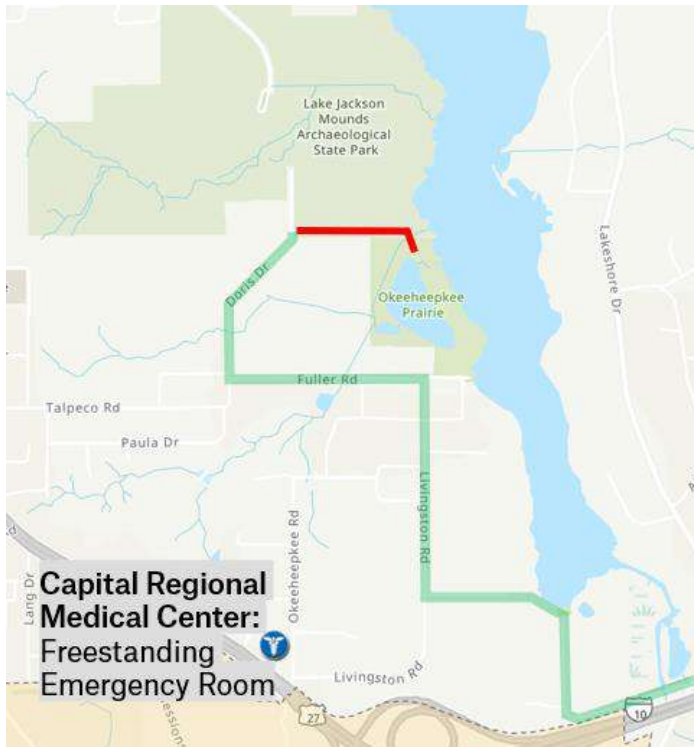 Lake Jackson
Mounds
Archaeological
State Park
Lakeshore Dr
Doris Dr
Okeeheepkee
Prairie
Fuller Rd
Talpeco Rd
Paula Dr
Livingston Rd
Okeeheepkee Rd
Lang Dr
Capital Regional
Medical Center:
Freestanding
Emergency Room
Livingston Rd
27
10